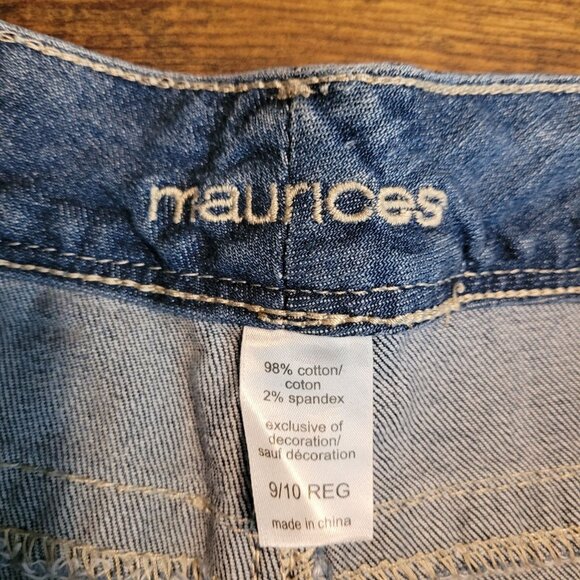 maurices
98% cotton/
coton
2% spandex
exclusive of
decoration/
sauf décoration
9/10 REG
made in china